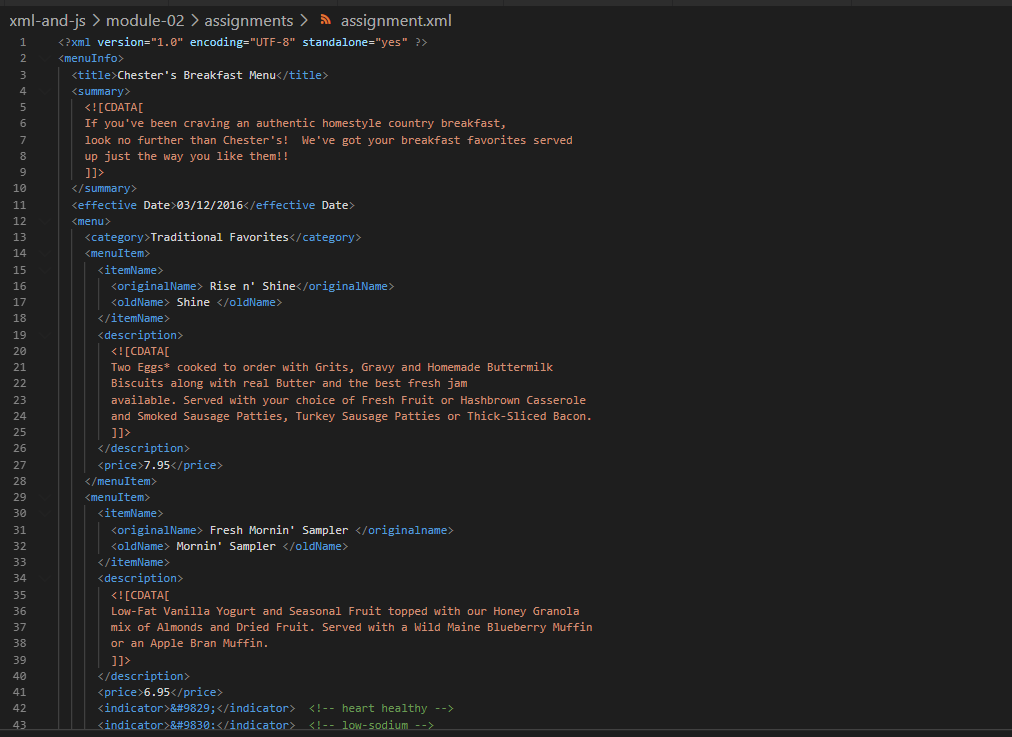 xml-and-js > module-02 > assignments > assignment.xml
1 <?xml version="1.0" encoding="UTF-8" standalone="yes" ?>
2 <menuInfo>
3 <title>Chester's Breakfast Menu</title>
4 <summary>
5 <![CDATA[
6 If you've been craving an authentic homestyle country breakfast,
7 look no further than Chester's!  We've got your breakfast favorites served
8 up just the way you like them!!
9 ]]>
10 </summary>
11 <effective Date>03/12/2016</effective Date>
12 <menu>
13 <category>Traditional Favorites</category>
14 <menuItem>
15 <itemName>
16 <originalName> Rise n' Shine</originalName>
17 <oldName> Shine </oldName>
18 </itemName>
19 <description>
20 <![CDATA[
21 Two Eggs* cooked to order with Grits, Gravy and Homemade Buttermilk
22 Biscuits along with real Butter and the best fresh jam
23 available. Served with your choice of Fresh Fruit or Hashbrown Casserole
24 and Smoked Sausage Patties, Turkey Sausage Patties or Thick-Sliced Bacon.
25 ]]>
26 </description>
27 <price>7.95</price>
28 </menuItem>
29 <menuItem>
30 <itemName>
31 <originalName> Fresh Mornin' Sampler </originalname>
32 <oldName> Mornin' Sampler </oldName>
33 </itemName>
34 <description>
35 <![CDATA[
36 Low-Fat Vanilla Yogurt and Seasonal Fruit topped with our Honey Granola
37 mix of Almonds and Dried Fruit. Served with a Wild Maine Blueberry Muffin
38 or an Apple Bran Muffin.
39 ]]>
40 </description>
41 <price>6.95</price>
42 <indicator>&#9829;</indicator>  <!-- heart healthy -->
43 <indicator>&#9830;</indicator>  <!-- low-sodium -->